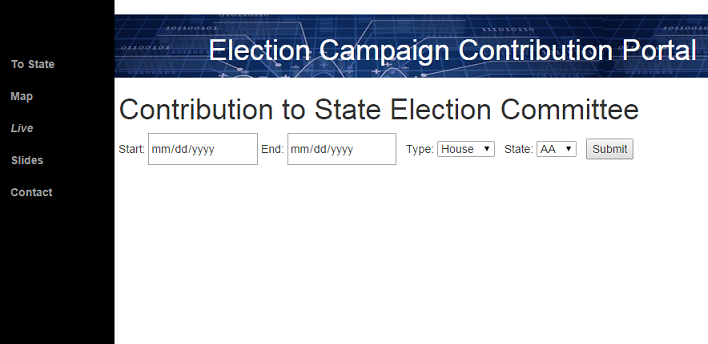 Election Campaign Contribution Portal
To State
Map
Live
Slides
Contact
Contribution to State Election Committee
Start: mm/dd/yyyy End: mm/dd/yyyy Type: House State: AA Submit